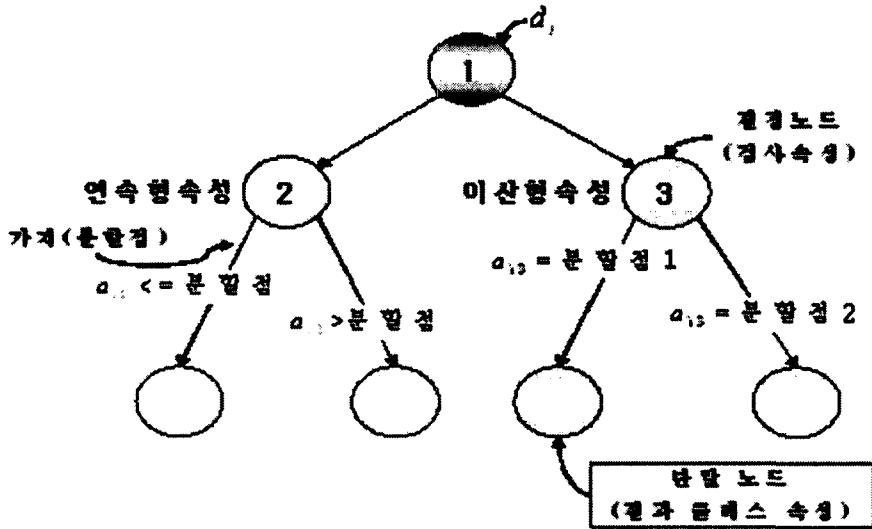 d
1
결정노드
(검사속성)
연속형속성
2
이산형속성
3
가지(분할점)
<= 분할점
a > 분할점
a = 분할점 1
a = 분할점 2
단말 노드
(결과 클래스 속성)